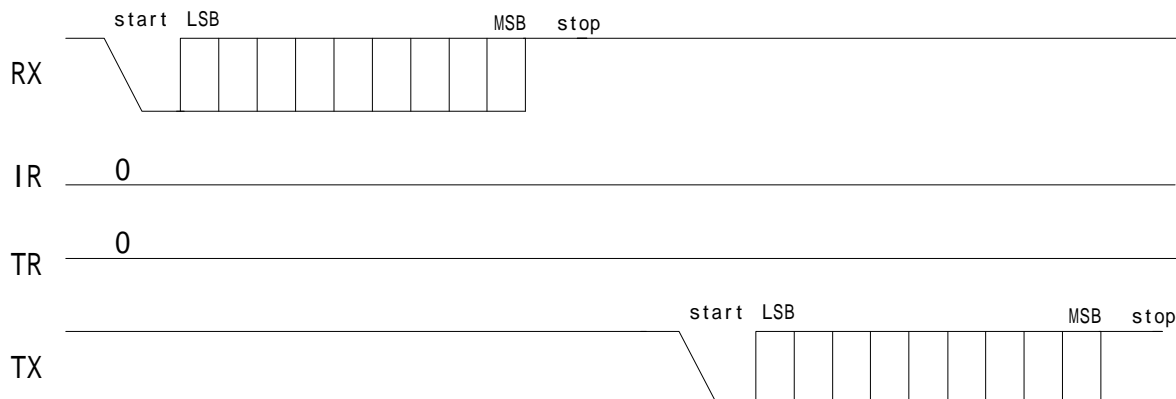 start LSB MSB stop
RX
IR 0
TR 0
start LSB MSB stop
TX